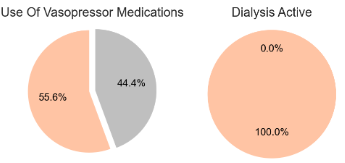 Use Of Vasopressor Medications
Dialysis Active
55.6%
44.4%
0.0%
100.0%